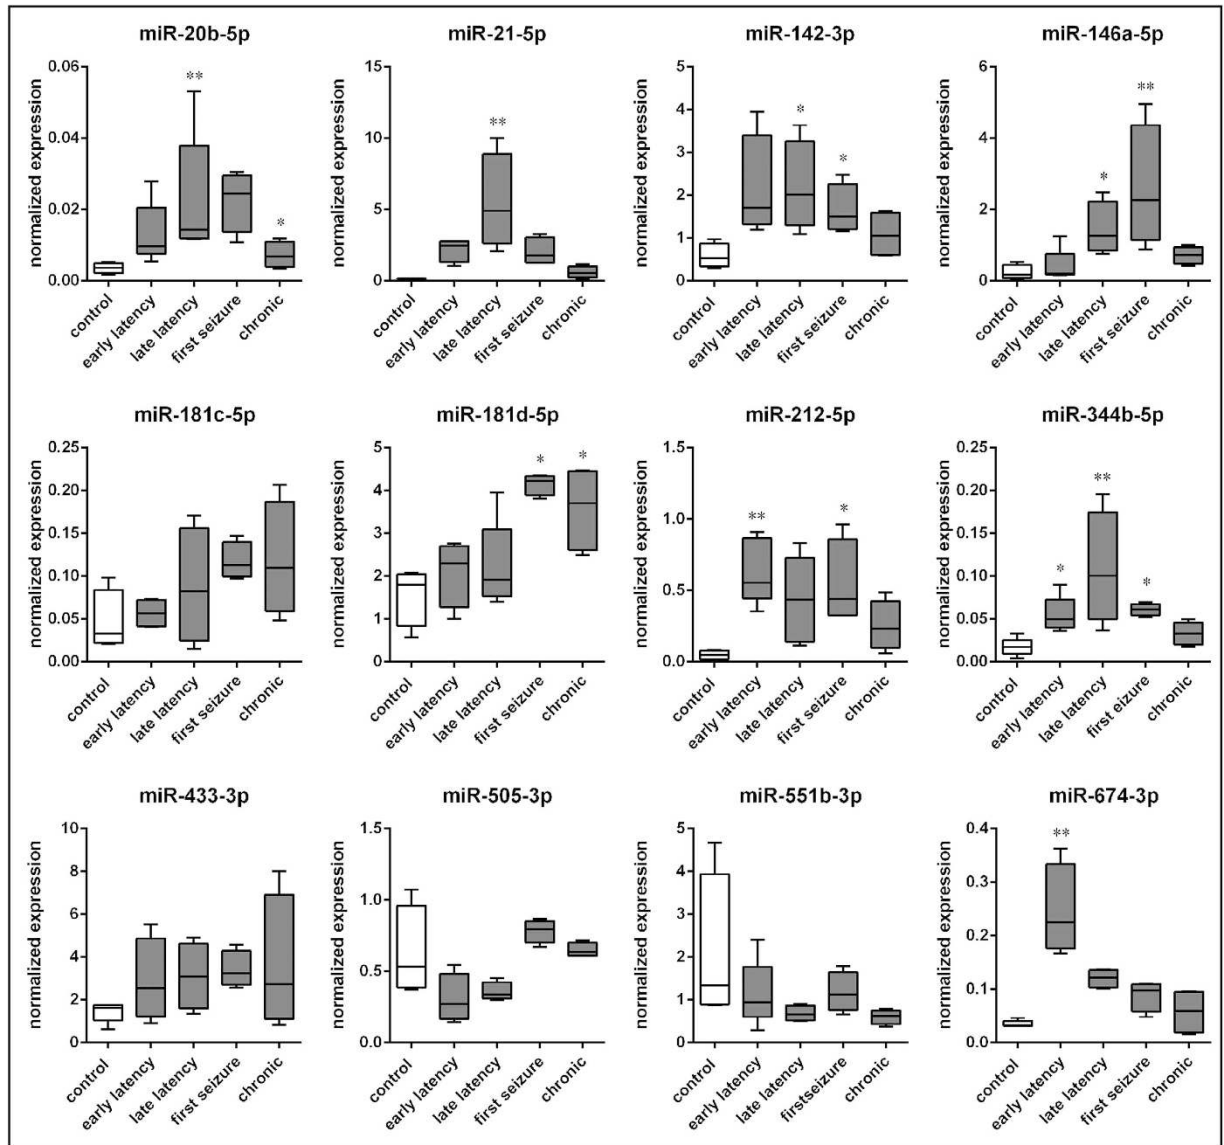 miR-20b-5p
normalized expression
0.06
0.04
0.02
0.00
**
*
control
early latency
late latency
first seizure
chronic
miR-21-5p
normalized expression
15
10
5
0
**
control
early latency
late latency
first seizure
chronic
miR-142-3p
normalized expression
5
4
3
2
1
0
*
*
control
early latency
late latency
first seizure
chronic
miR-146a-5p
normalized expression
6
4
2
0
*
**
control
early latency
late latency
first seizure
chronic
miR-181c-5p
normalized expression
0.25
0.20
0.15
0.10
0.05
0.00
control
early latency
late latency
first seizure
chronic
miR-181d-5p
normalized expression
5
4
3
2
1
0
*
*
control
early latency
late latency
first seizure
chronic
miR-212-5p
normalized expression
1.5
1.0
0.5
0.0
**
*
control
early latency
late latency
first seizure
chronic
miR-344b-5p
normalized expression
0.25
0.20
0.15
0.10
0.05
0.00
*
**
*
control
early latency
late latency
first eizure
chronic
miR-433-3p
normalized expression
10
8
6
4
2
0
control
early latency
late latency
first seizure
chronic
miR-505-3p
normalized expression
1.5
1.0
0.5
0.0
control
early latency
late latency
first seizure
chronic
miR-551b-3p
normalized expression
5
4
3
2
1
0
control
early latency
late latency
firstseizure
chronic
miR-674-3p
normalized expression
0.4
0.3
0.2
0.1
0.0
**
control
early latency
late latency
first seizure
chronic